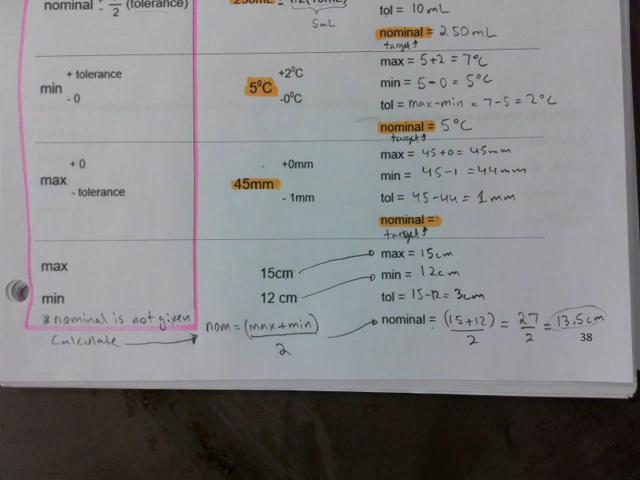 nominal ± 1/2 (tolerance)
5mL
tol = 10mL
nominal = 250mL
target↑
min + tolerance - 0
5°C +2°C -0°C
max = 5+2 = 7°C
min = 5-0 = 5°C
tol = max-min = 7-5 = 2°C
nominal = 5°C
target↑
max + 0 - tolerance
45mm +0mm - 1mm
max = 45+0 = 45mm
min = 45-1 = 44mm
tol = 45-44 = 1mm
nominal =
target↑
max 15cm max = 15cm
min 12 cm min = 12cm
tol = 15-12 = 3cm
* nominal is not given
Calculate → nom = (max+min)/2
nominal = (15+12)/2 = 27/2 = 13.5cm
38